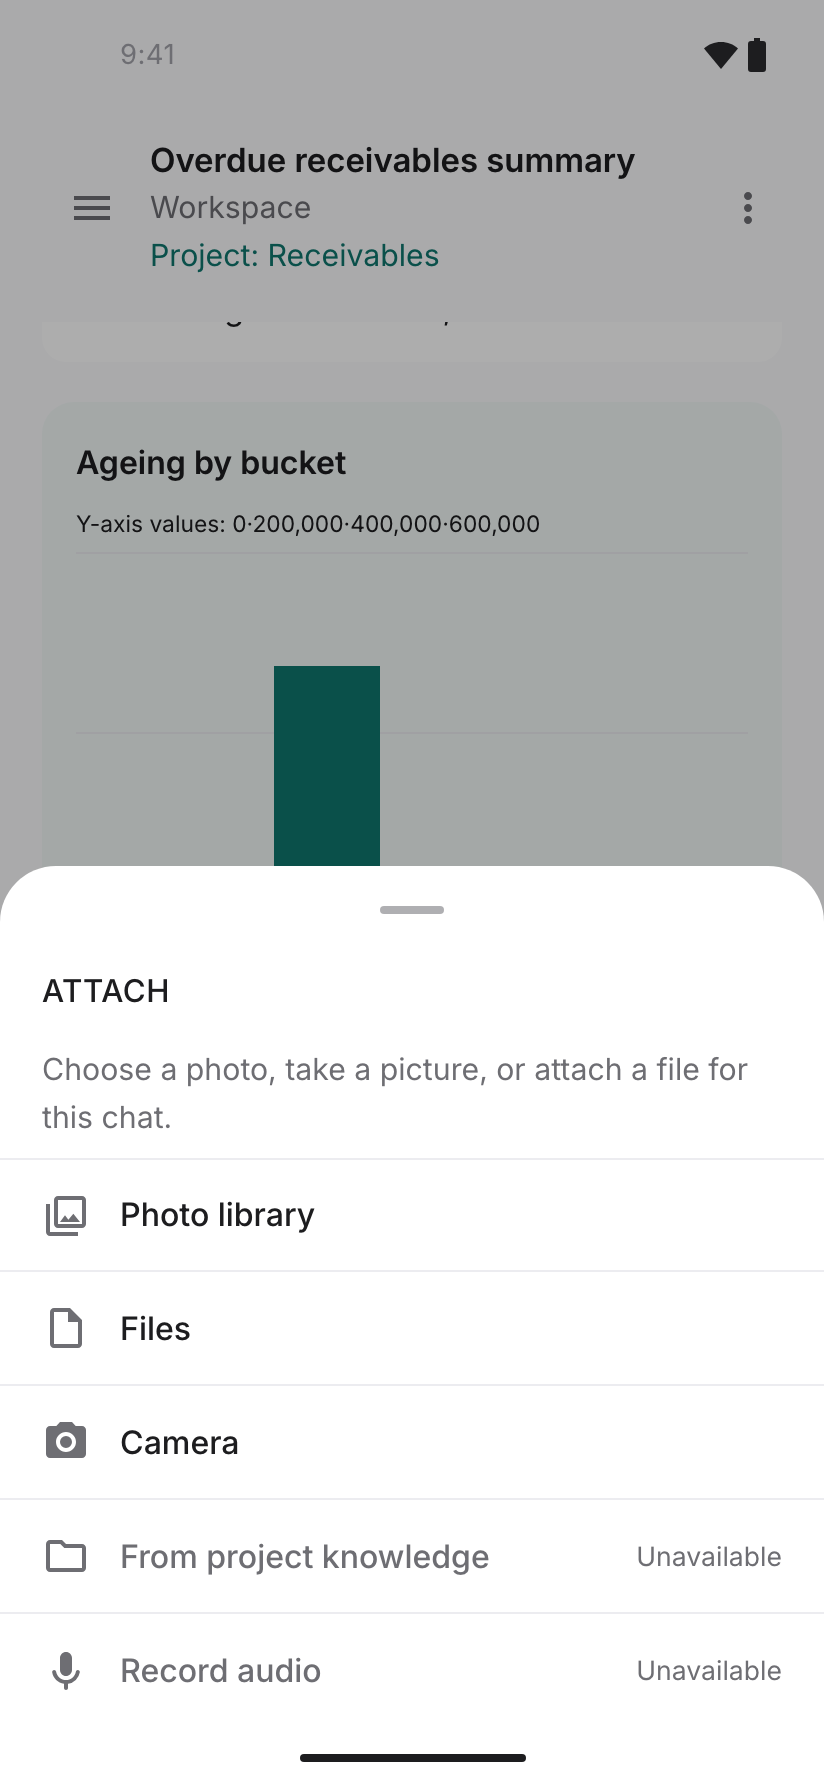 9:41
Overdue receivables summary
Workspace
Project: Receivables
Ageing by bucket
Y-axis values: 0·200,000·400,000·600,000
ATTACH
Choose a photo, take a picture, or attach a file for
this chat.
Photo library
Files
Camera
From project knowledge Unavailable
Record audio Unavailable